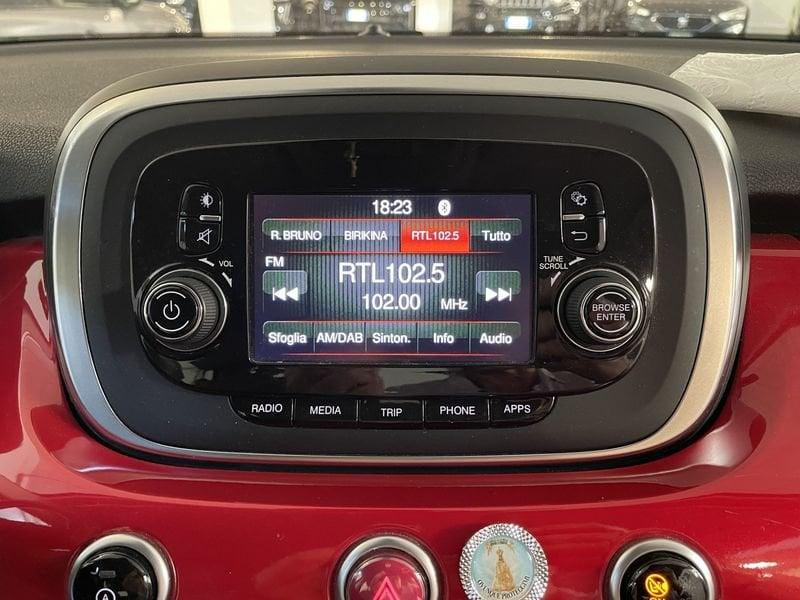 18:23
R. BRUNO BIRIKINA RTL102.5 Tutto
FM
RTL102.5
102.00 MHz
Sfoglia AM/DAB Sinton. Info Audio
VOL
TUNE
SCROLL
BROWSE
ENTER
RADIO MEDIA TRIP PHONE APPS
A